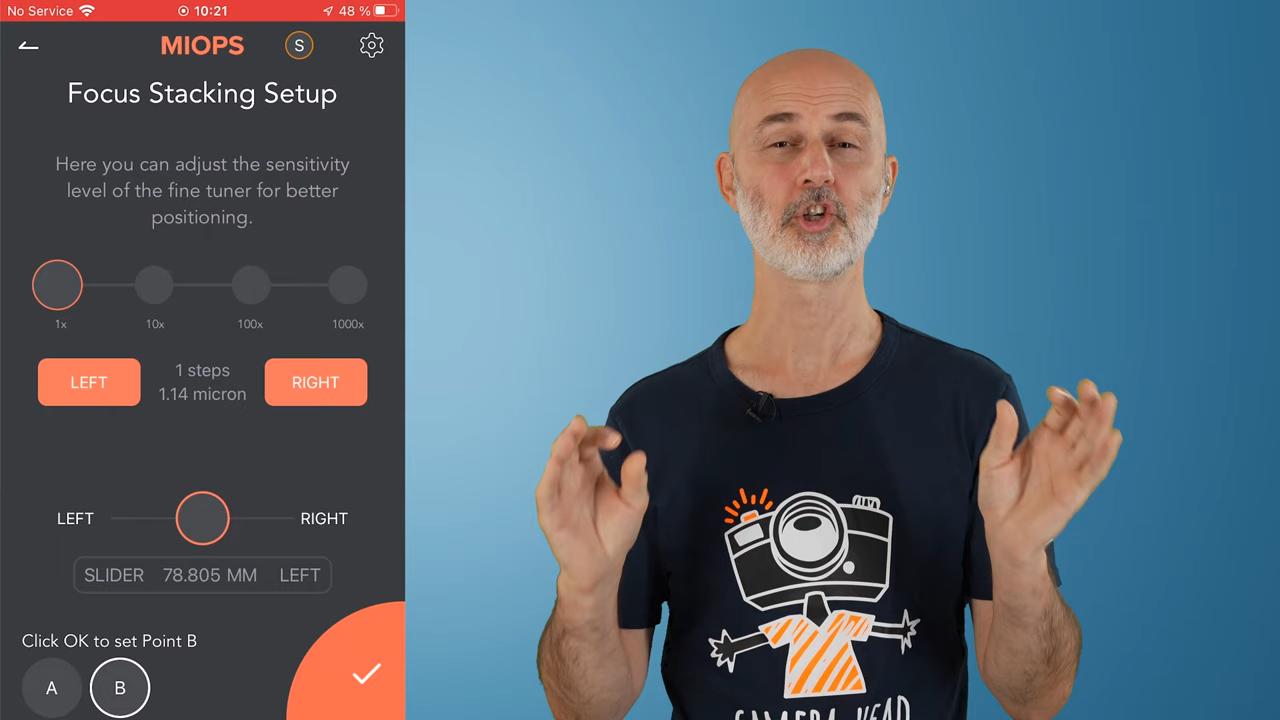 No Service 10:21 48 %
MIOPS S
Focus Stacking Setup
Here you can adjust the sensitivity
level of the fine tuner for better
positioning.
1x 10x 100x 1000x
LEFT 1 steps RIGHT
1.14 micron
LEFT RIGHT
SLIDER 78.805 MM LEFT
Click OK to set Point B
A B
CAMERA HEAD